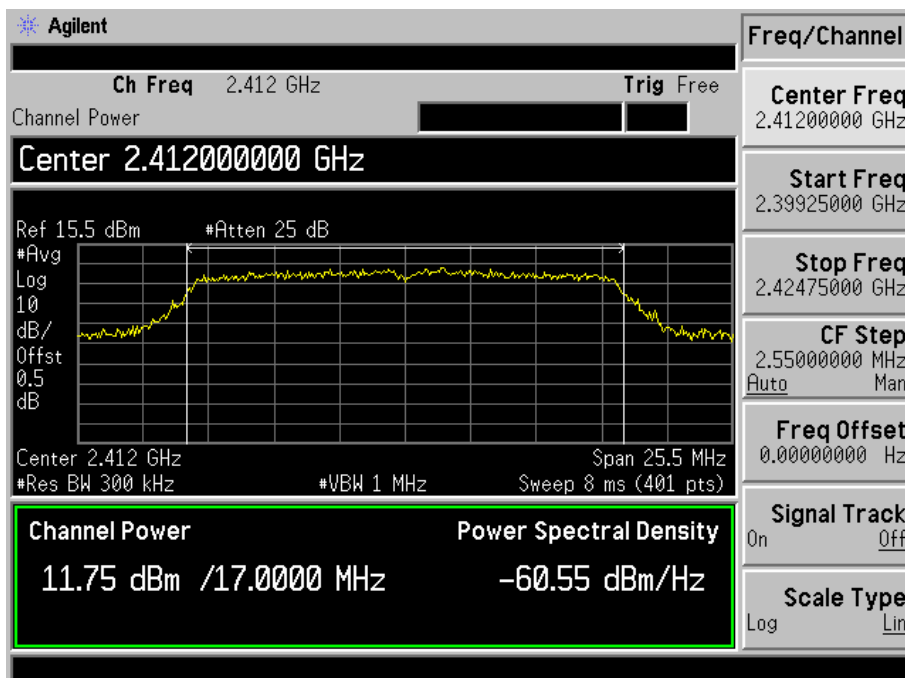 Agilent
Freq/Channel
Ch Freq 2.412 GHz Trig Free
Channel Power
Center 2.412000000 GHz
Ref 15.5 dBm #Atten 25 dB
#Avg
Log
10
dB/
Offst
0.5
dB
Center 2.412 GHz Span 25.5 MHz
#Res BW 300 kHz #VBW 1 MHz Sweep 8 ms (401 pts)
Channel Power Power Spectral Density
11.75 dBm /17.0000 MHz -60.55 dBm/Hz
Center Freq
2.41200000 GHz
Start Freq
2.39925000 GHz
Stop Freq
2.42475000 GHz
CF Step
2.55000000 MHz
Auto Man
Freq Offset
0.00000000 Hz
Signal Track
On Off
Scale Type
Log Lin